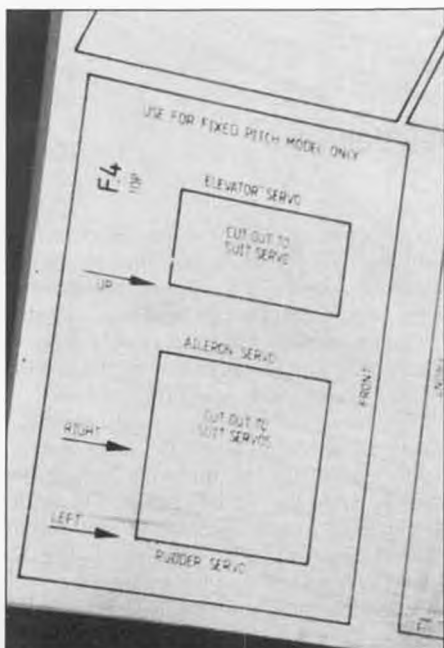 USE FOR FIXED PITCH MODEL ONLY
F4
TOP
ELEVATOR SERVO
CUT OUT TO
SUIT SERVO
UP
AILERON SERVO
FRONT
CUT OUT TO
SUIT SERVOS
RIGHT
LEFT
RUDDER SERVO